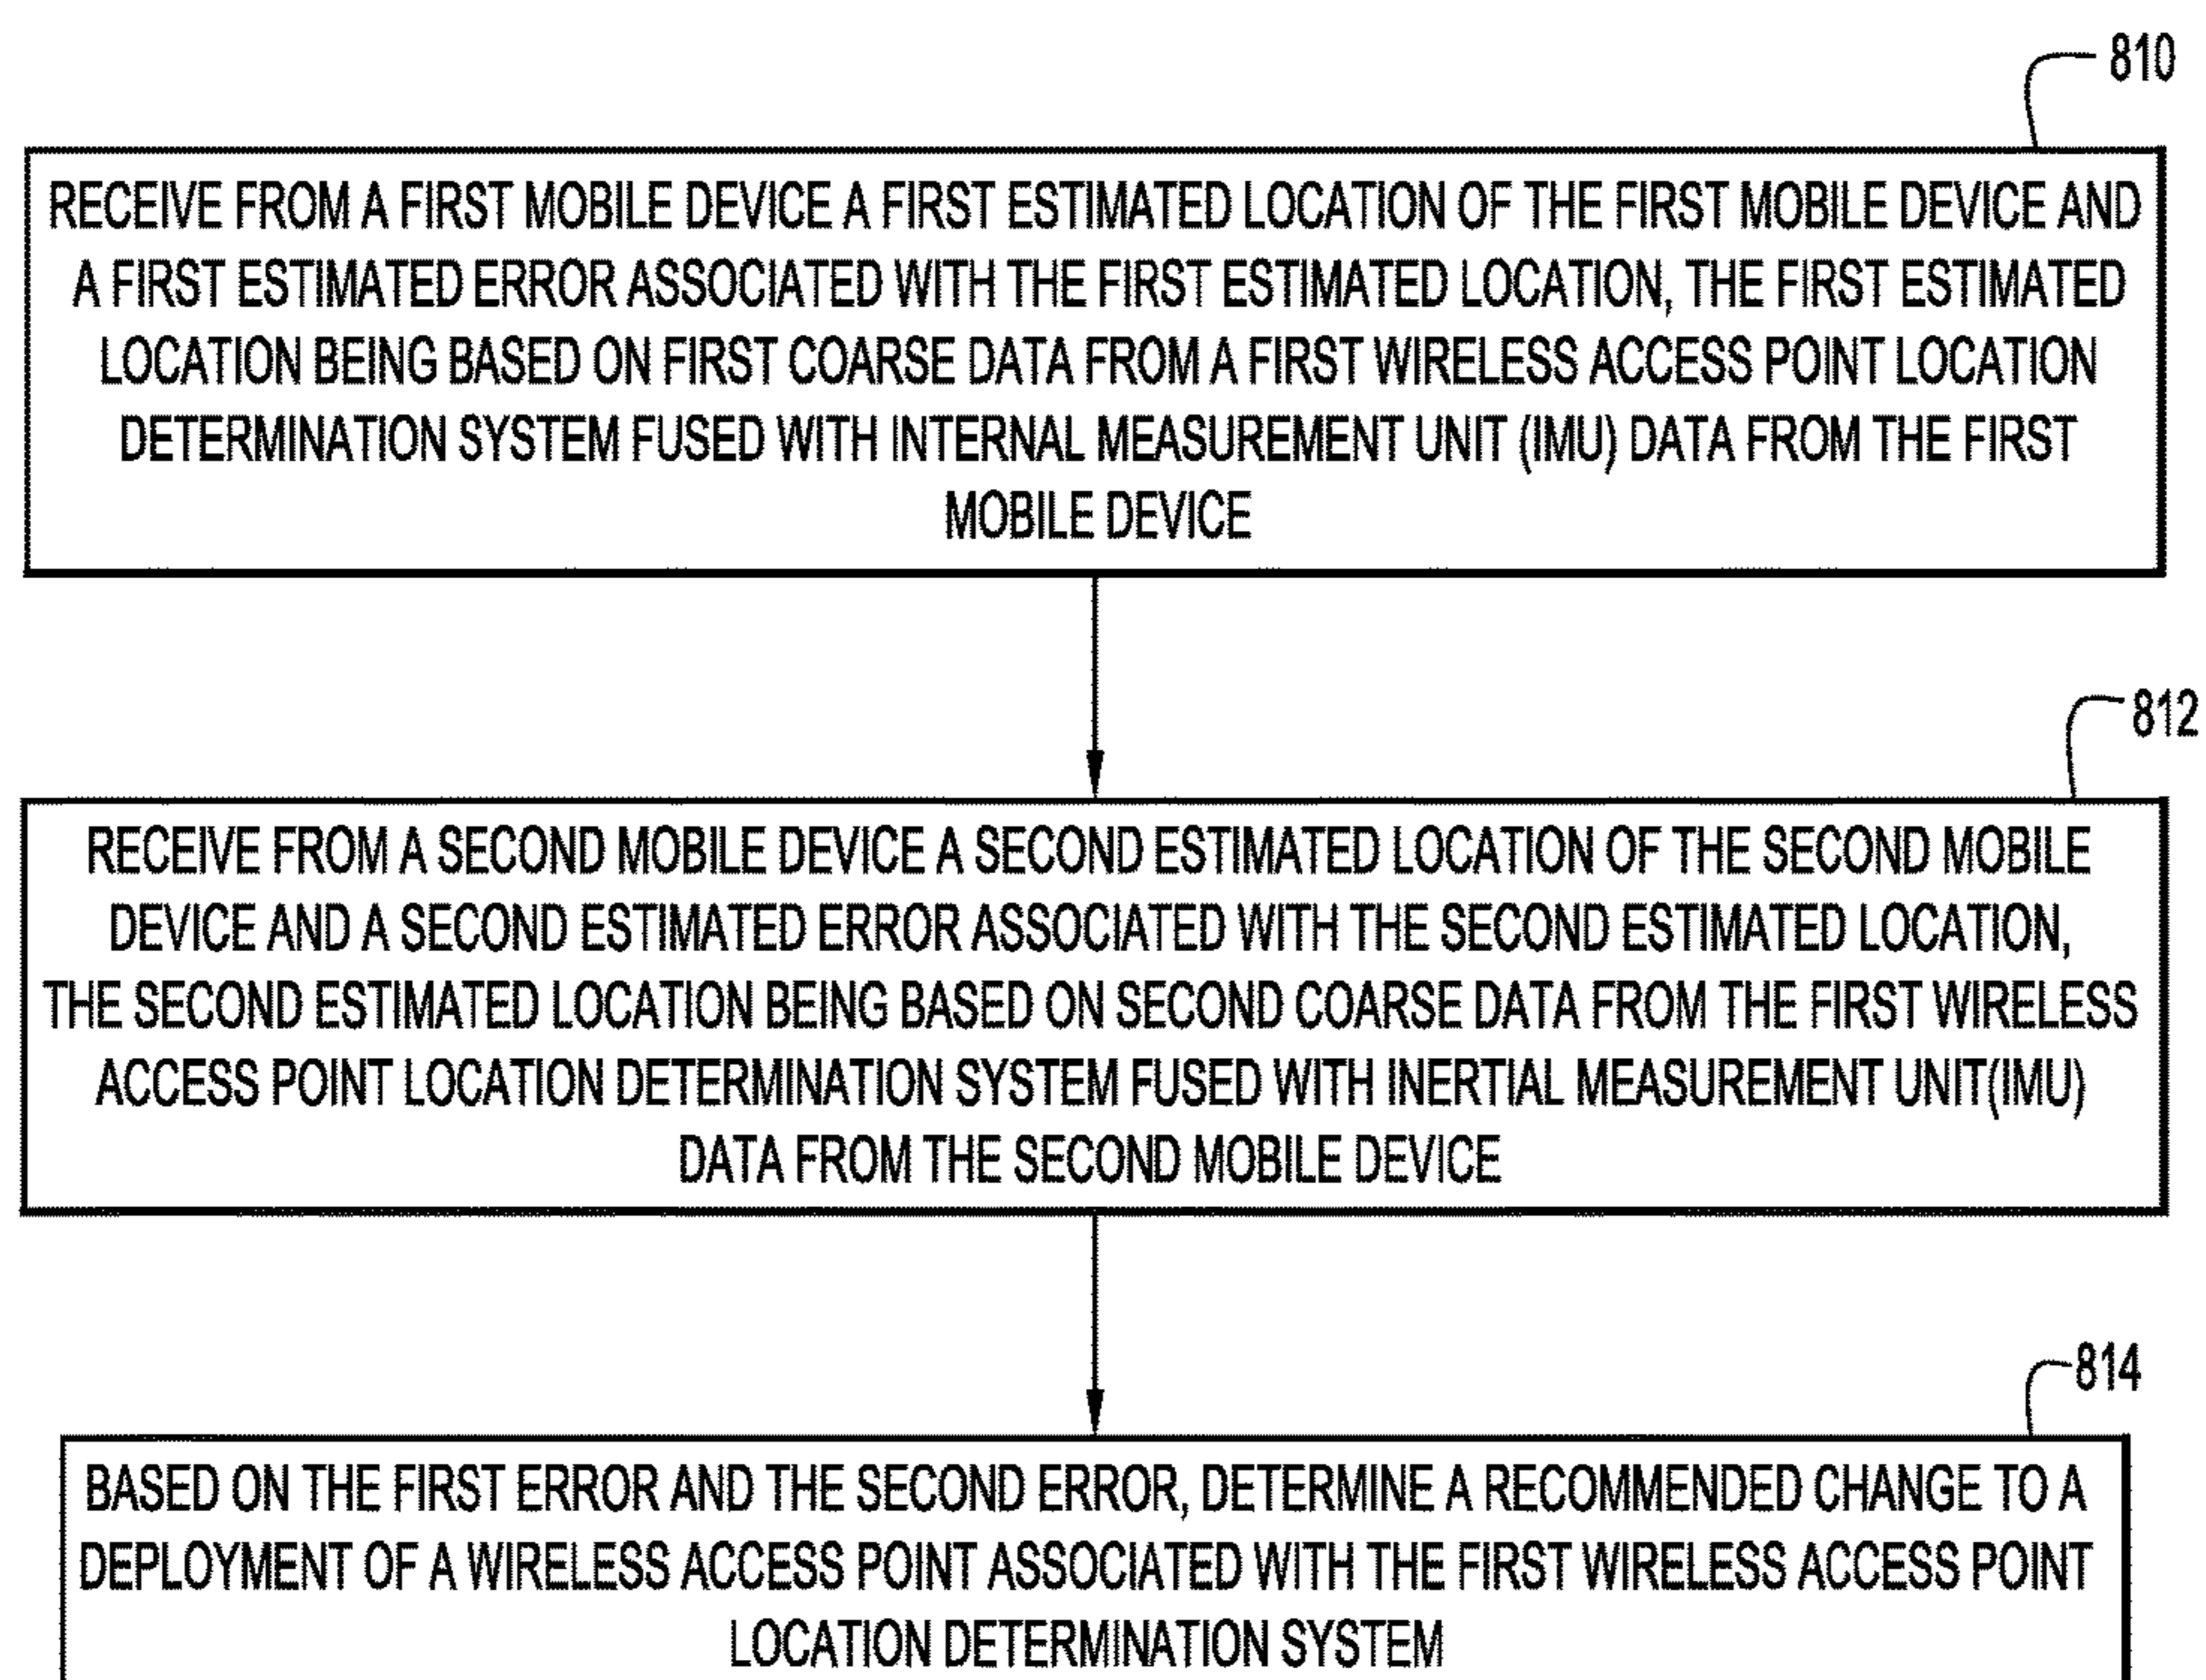 810
RECEIVE FROM A FIRST MOBILE DEVICE A FIRST ESTIMATED LOCATION OF THE FIRST MOBILE DEVICE AND
A FIRST ESTIMATED ERROR ASSOCIATED WITH THE FIRST ESTIMATED LOCATION, THE FIRST ESTIMATED
LOCATION BEING BASED ON FIRST COARSE DATA FROM A FIRST WIRELESS ACCESS POINT LOCATION
DETERMINATION SYSTEM FUSED WITH INTERNAL MEASUREMENT UNIT (IMU) DATA FROM THE FIRST
MOBILE DEVICE
812
RECEIVE FROM A SECOND MOBILE DEVICE A SECOND ESTIMATED LOCATION OF THE SECOND MOBILE
DEVICE AND A SECOND ESTIMATED ERROR ASSOCIATED WITH THE SECOND ESTIMATED LOCATION,
THE SECOND ESTIMATED LOCATION BEING BASED ON SECOND COARSE DATA FROM THE FIRST WIRELESS
ACCESS POINT LOCATION DETERMINATION SYSTEM FUSED WITH INERTIAL MEASUREMENT UNIT(IMU)
DATA FROM THE SECOND MOBILE DEVICE
814
BASED ON THE FIRST ERROR AND THE SECOND ERROR, DETERMINE A RECOMMENDED CHANGE TO A
DEPLOYMENT OF A WIRELESS ACCESS POINT ASSOCIATED WITH THE FIRST WIRELESS ACCESS POINT
LOCATION DETERMINATION SYSTEM